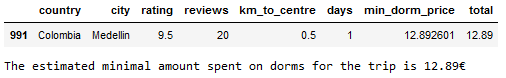 country city rating reviews km_to_centre days min_dorm_price total
991 Colombia Medellin 9.5 20 0.5 1 12.892601 12.89
The estimated minimal amount spent on dorms for the trip is 12.89€